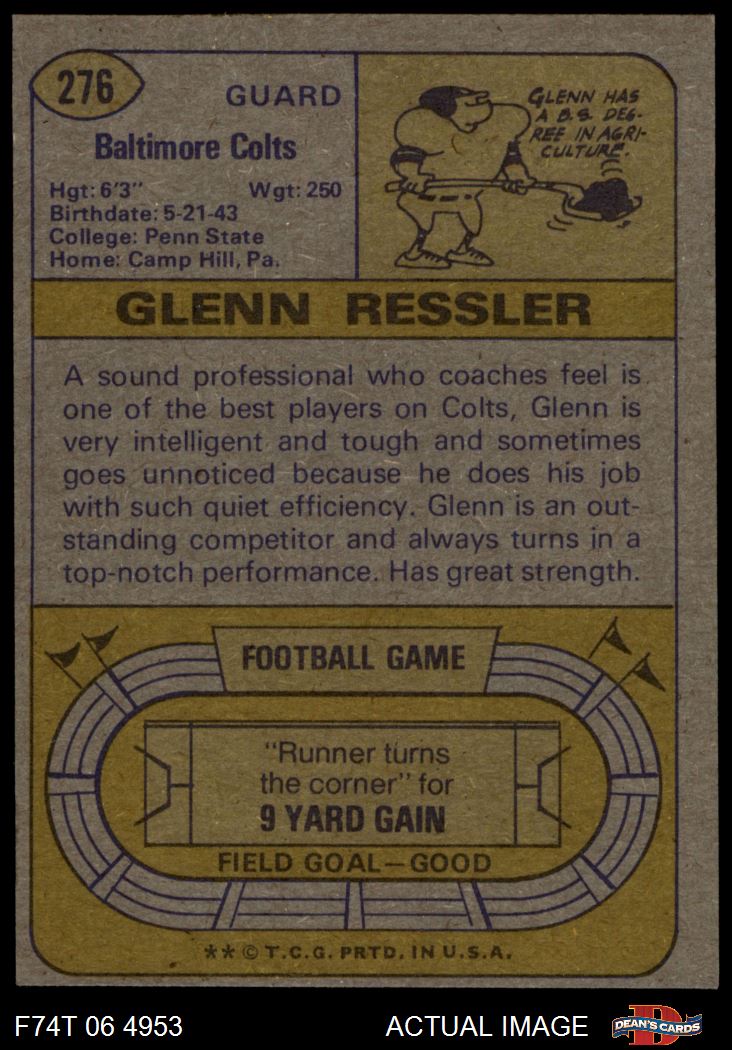 276
GUARD
Baltimore Colts
Hgt: 6'3" Wgt: 250
Birthdate: 5-21-43
College: Penn State
Home: Camp Hill, Pa.
GLENN HAS
A B.S. DEG-
REE IN AGRI-
CULTURE.
GLENN RESSLER
A sound professional who coaches feel is
one of the best players on Colts, Glenn is
very intelligent and tough and sometimes
goes unnoticed because he does his job
with such quiet efficiency. Glenn is an out-
standing competitor and always turns in a
top-notch performance. Has great strength.
FOOTBALL GAME
"Runner turns
the corner" for
9 YARD GAIN
FIELD GOAL—GOOD
** © T.C.G. PRTD. IN U.S.A.
F74T 06 4953 ACTUAL IMAGE
D
DEAN'S CARDS